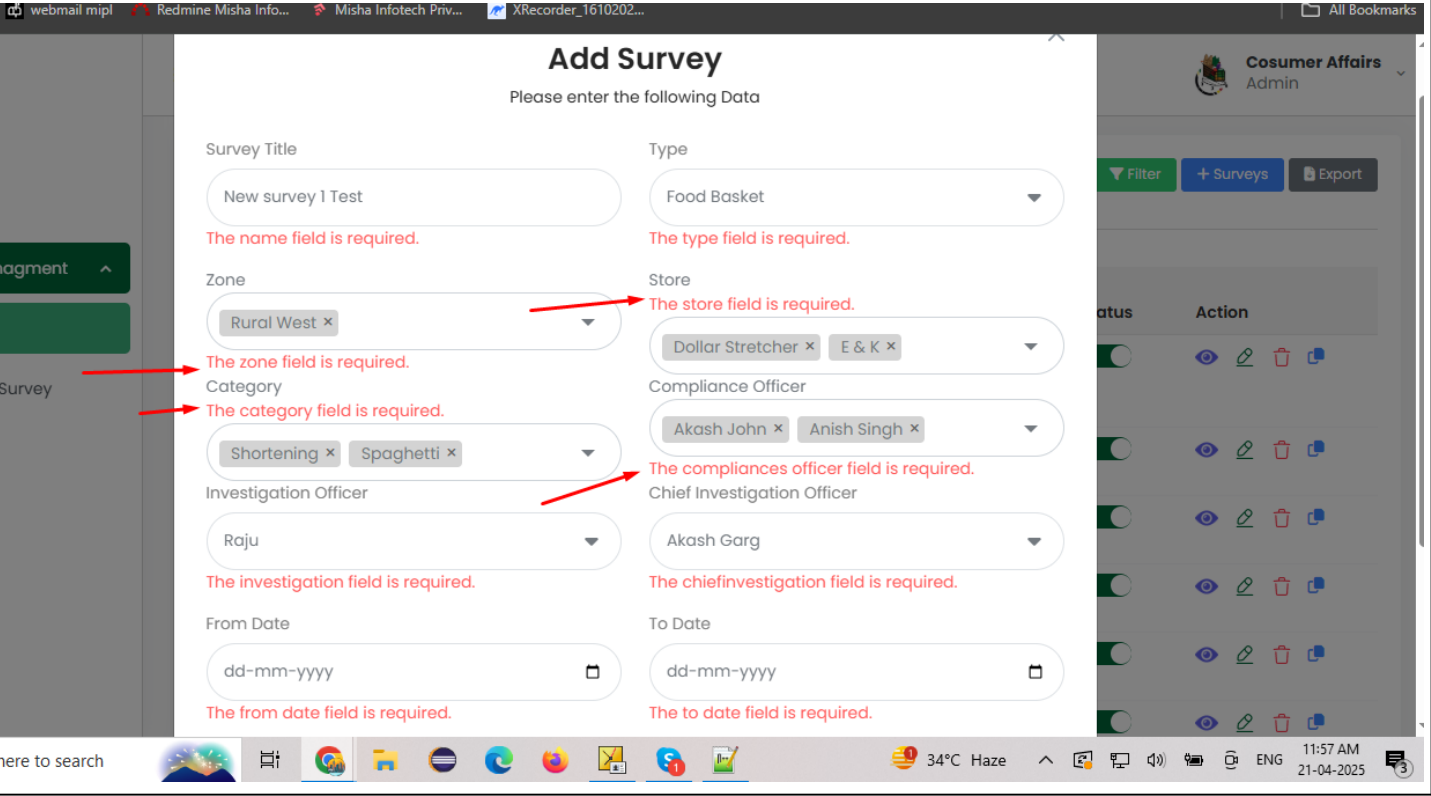 webmail mipl Redmine Misha Info... Misha Infotech Priv... XRecorder_1610202... All Bookmarks
Add Survey
Please enter the following Data
Cosumer Affairs
Admin
Filter + Surveys Export
Survey Title
New survey 1 Test
The name field is required.
Type
Food Basket
The type field is required.
Zone
Rural West ×
The zone field is required.
Store
The store field is required.
Dollar Stretcher × E & K ×
Category
The category field is required.
Shortening × Spaghetti ×
Compliance Officer
Akash John × Anish Singh ×
The compliances officer field is required.
Investigation Officer
Raju
The investigation field is required.
Chief Investigation Officer
Akash Garg
The chiefinvestigation field is required.
From Date
dd-mm-yyyy
The from date field is required.
To Date
dd-mm-yyyy
The to date field is required.
nagment
Survey
atus Action
here to search
1
1
34°C Haze
ENG
11:57 AM
21-04-2025
3